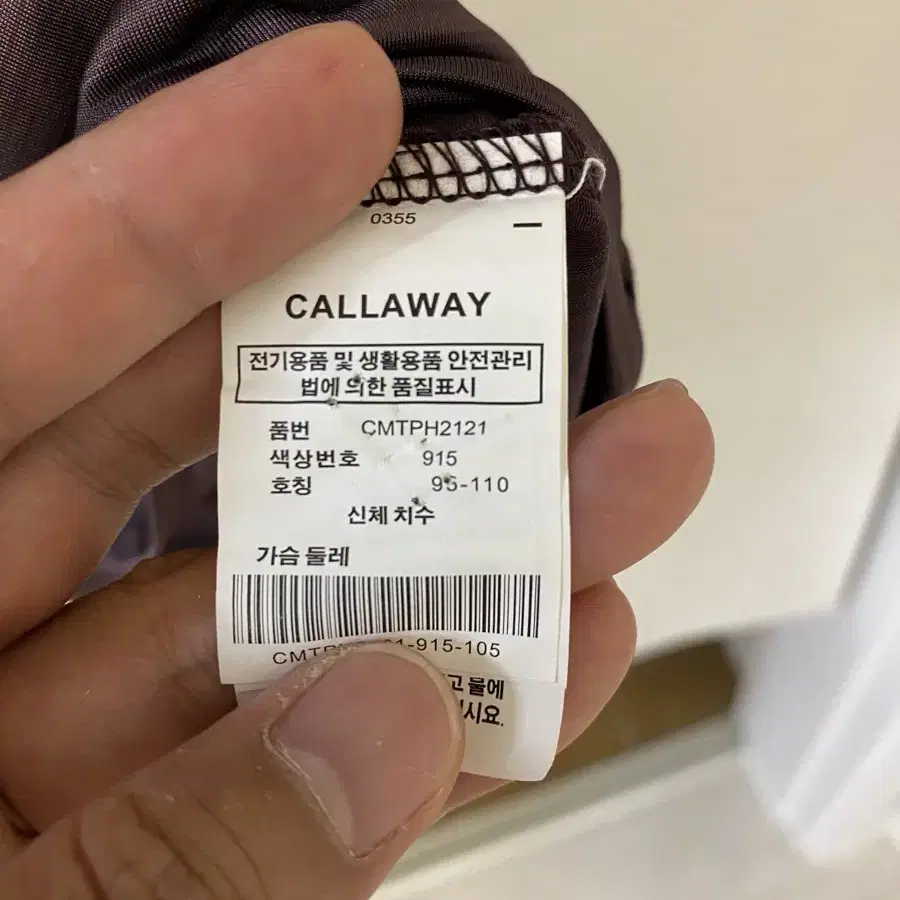 0355
CALLAWAY
전기용품 및 생활용품 안전관리
법에 의한 품질표시
품번 CMTPH2121
색상번호 915
호칭 95-110
신체 치수
가슴 둘레
-915-105
고 물에
시요.